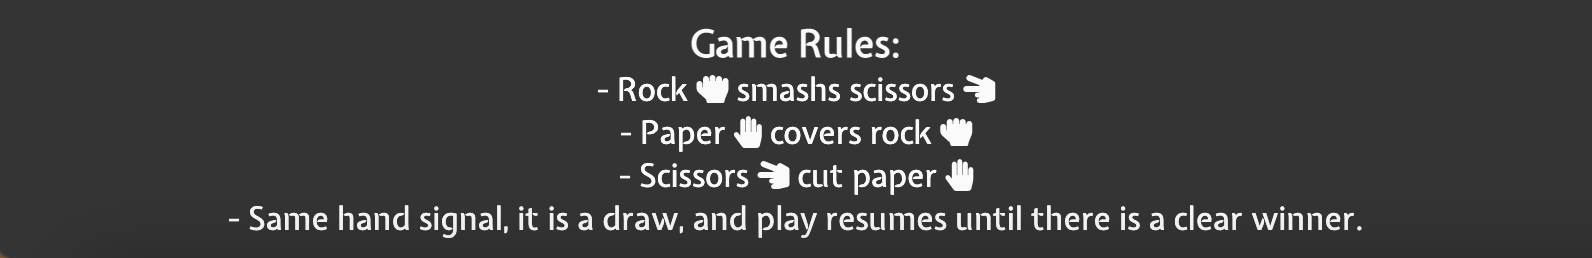 Game Rules:
- Rock smashs scissors
- Paper covers rock
- Scissors cut paper
- Same hand signal, it is a draw, and play resumes until there is a clear winner.